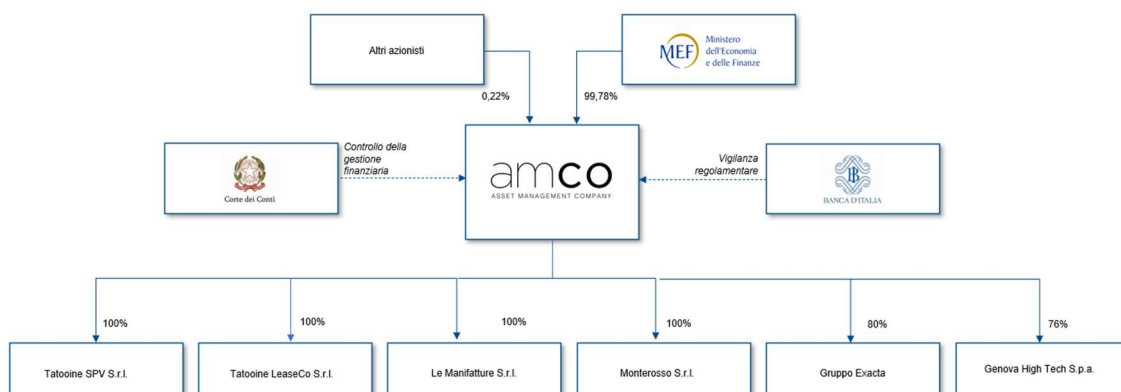 Altri azionisti
MEF
Ministero
dell'Economia
e delle Finanze
0,22%
99,78%
Controllo della
gestione
finanziaria
Corte dei Conti
amco
ASSET MANAGEMENT COMPANY
Vigilanza
regolamentare
BANCA D'ITALIA
100%
100%
100%
100%
80%
76%
Tatooine SPV S.r.l.
Tatooine LeaseCo S.r.l.
Le Manifatture S.r.l.
Monterosso S.r.l.
Gruppo Exacta
Genova High Tech S.p.a.